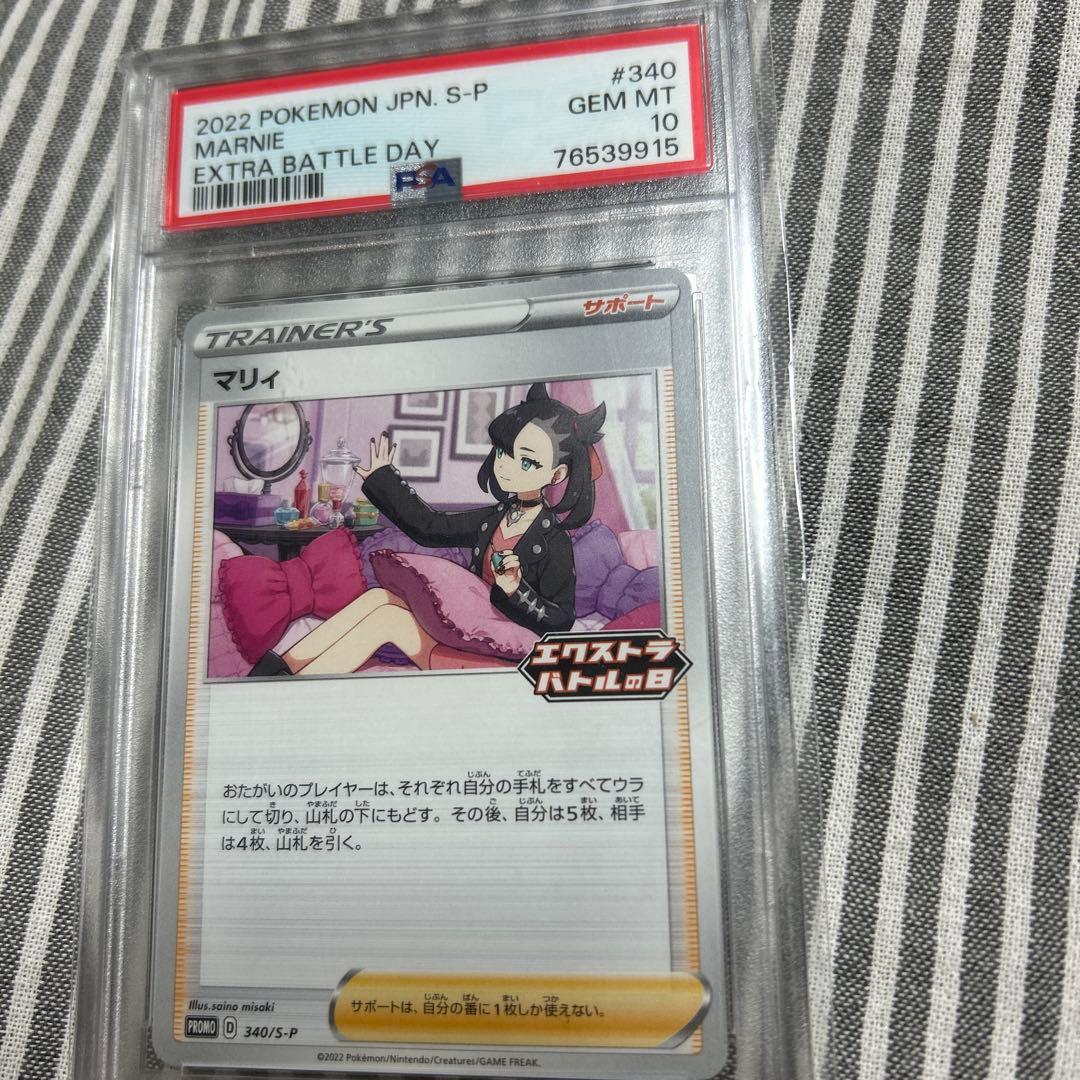 2022 POKEMON JPN. S-P #340
MARNIE GEM MT
EXTRA BATTLE DAY 10
76539915
PSA
TRAINER'S サポート
マリィ
エクストラ
バトルの日
おたがいのプレイヤーは、それぞれ自分の手札をすべてウラ
にして切り、山札の下にもどす。その後、自分は5枚、相手
は4枚、山札を引く。
Illus.saino misaki
サポートは、自分の番に1枚しか使えない。
PROMO D 340/S-P
©2022 Pokémon/Nintendo/Creatures/GAME FREAK.